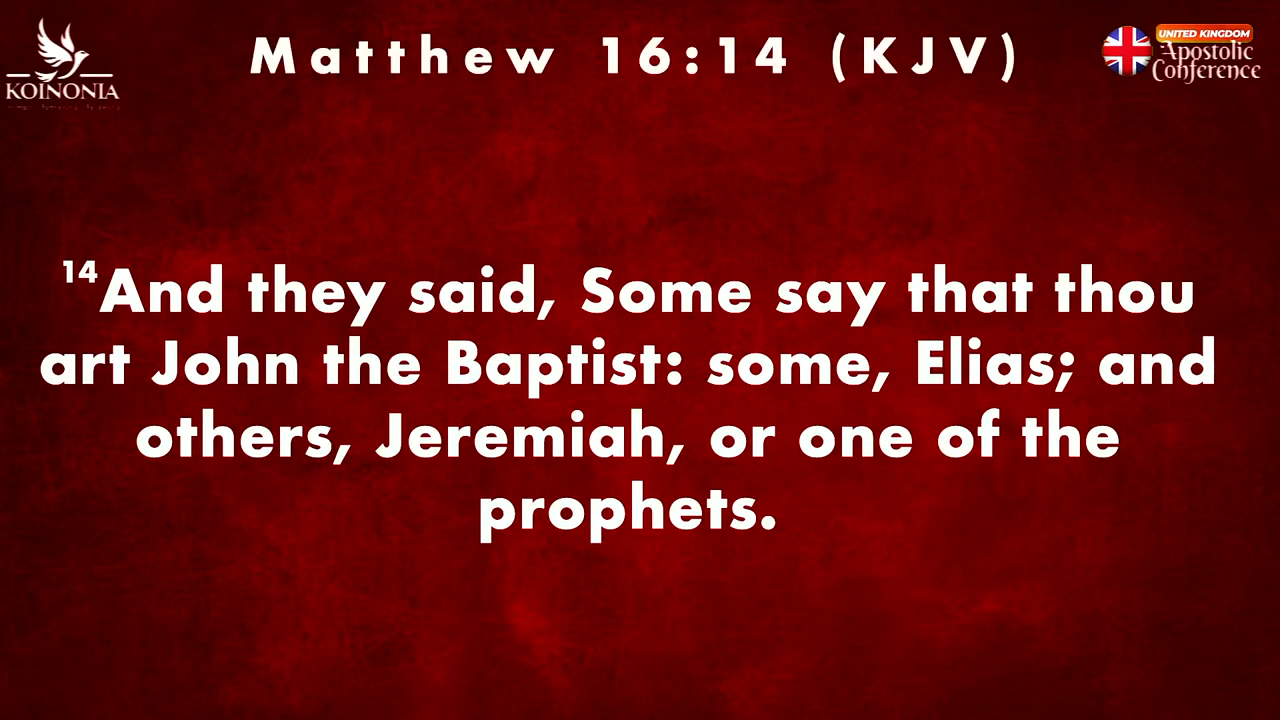 Matthew 16:14 (KJV)
KOINONIA
UNITED KINGDOM
Apostolic
Conference
14And they said, Some say that thou
art John the Baptist: some, Elias; and
others, Jeremiah, or one of the
prophets.